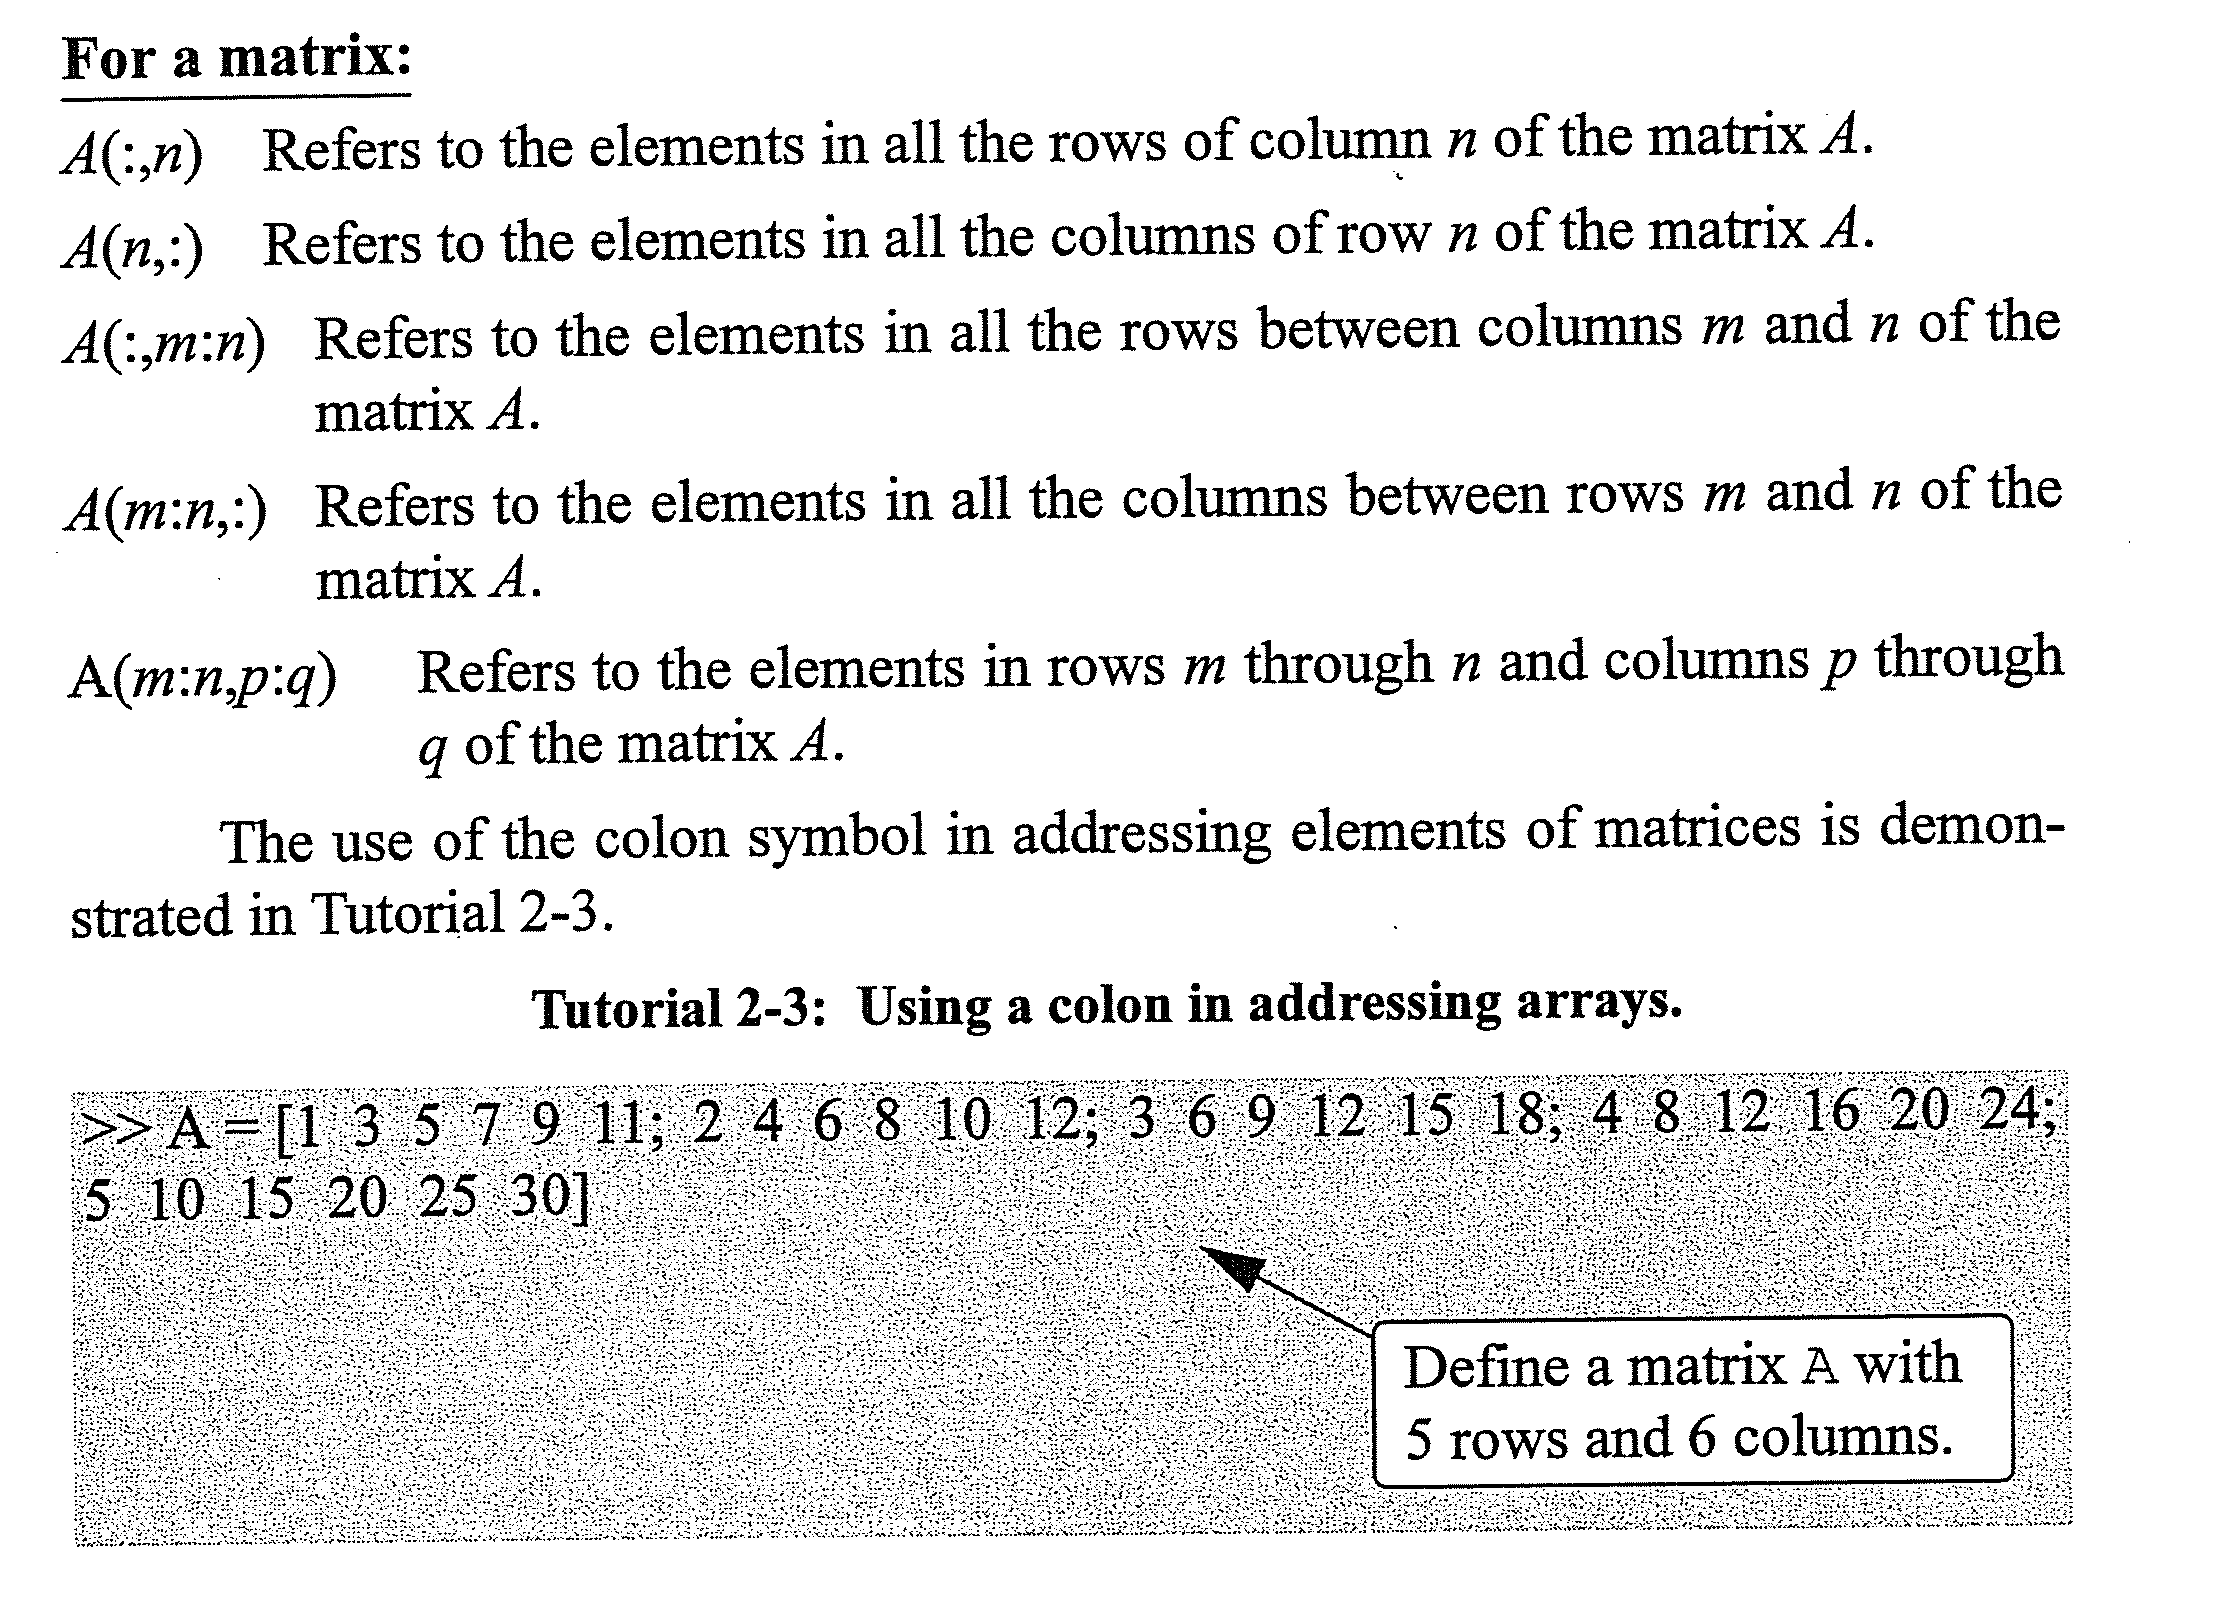 For a matrix:
A(:,n) Refers to the elements in all the rows of column n of the matrix A.
A(n,:) Refers to the elements in all the columns of row n of the matrix A.
A(:,m:n) Refers to the elements in all the rows between columns m and n of the
matrix A.
A(m:n,:) Refers to the elements in all the columns between rows m and n of the
matrix A.
A(m:n,p:q) Refers to the elements in rows m through n and columns p through
q of the matrix A.
The use of the colon symbol in addressing elements of matrices is demon-
strated in Tutorial 2-3.
Tutorial 2-3: Using a colon in addressing arrays.
>> A = [1 3 5 7 9 11; 2 4 6 8 10 12; 3 6 9 12 15 18; 4 8 12 16 20 24;
5 10 15 20 25 30]
Define a matrix A with
5 rows and 6 columns.